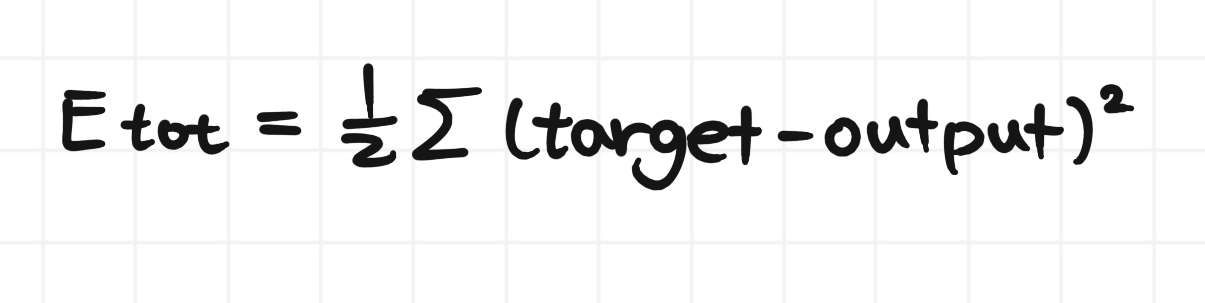 E tot = 1/2 Σ (target - output)²